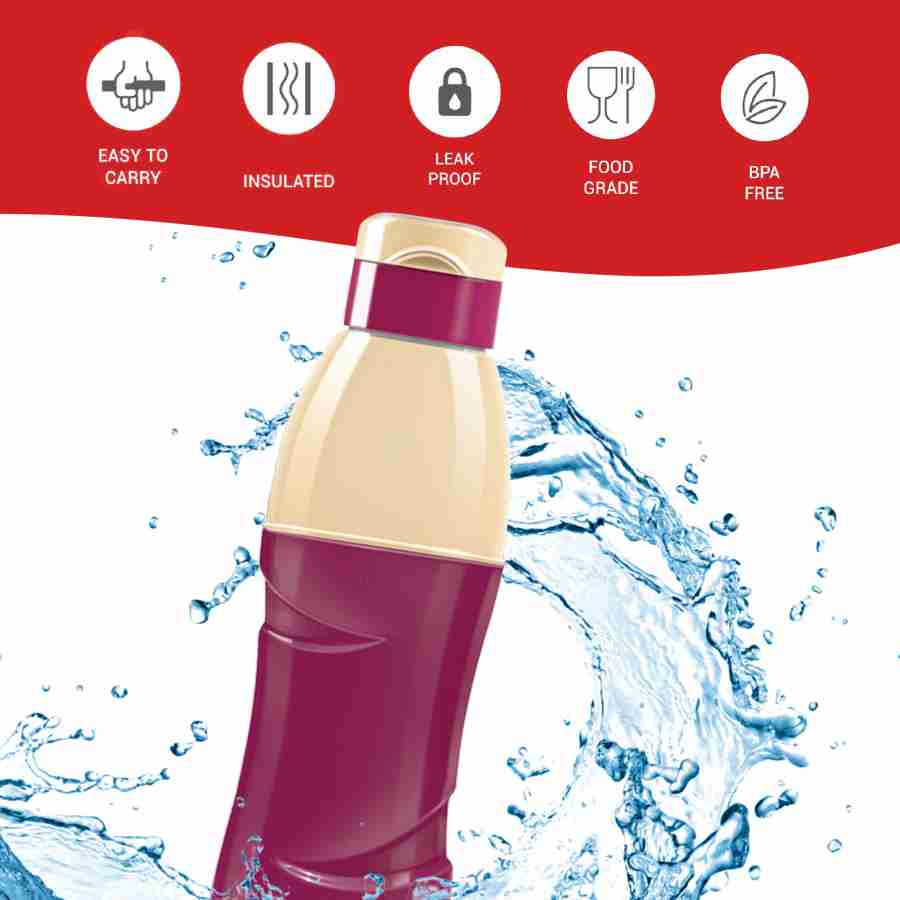 EASY TO
CARRY
INSULATED
LEAK
PROOF
FOOD
GRADE
BPA
FREE